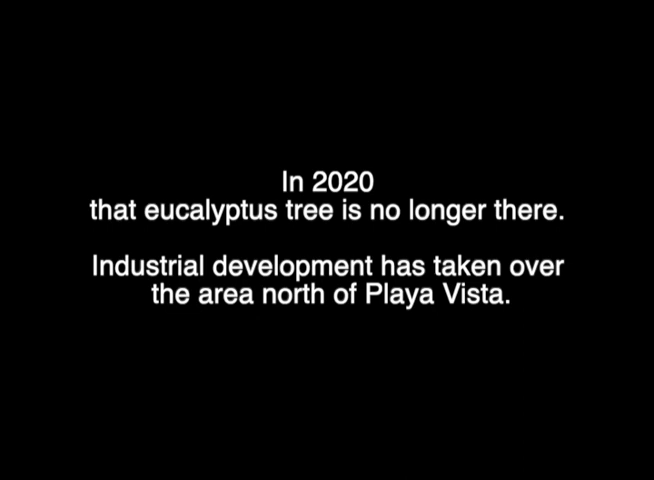 In 2020
that eucalyptus tree is no longer there.
Industrial development has taken over
the area north of Playa Vista.